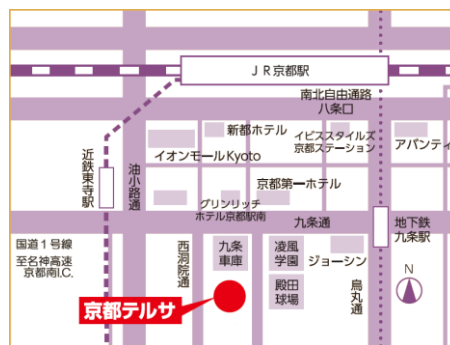 JR京都駅
南北自由通路
八条口
新都ホテル
イビススタイルズ
京都ステーション
アバンティ
イオンモールKyoto
近鉄東寺駅
油小路通
京都第一ホテル
グリンリッチ
ホテル京都駅南
九条通
地下鉄
九条駅
国道1号線
至名神高速
京都南I.C.
西洞院通
九条
車庫
凌風
学園
ジョーシン
殿田
球場
烏丸通
N
京都テルサ